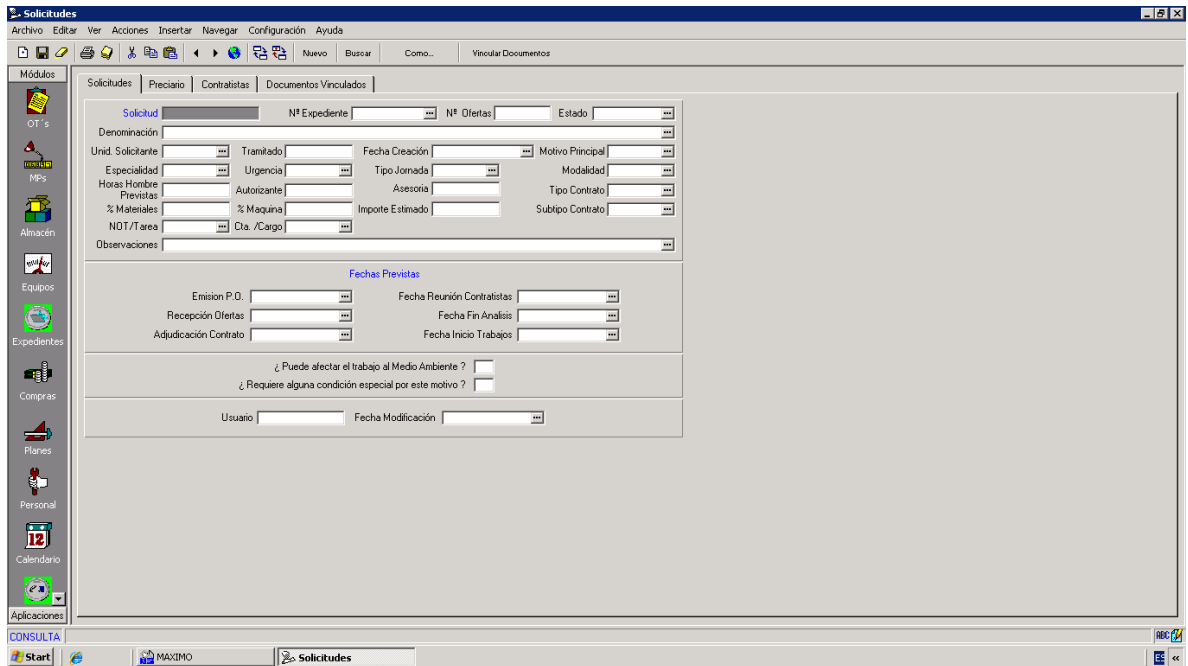 Solicitudes
Archivo Editar Ver Acciones Insertar Navegar Configuración Ayuda
Nuevo Buscar Como... Vincular Documentos
Módulos
OT´s
MPs
Almacén
Equipos
Expedientes
Compras
Planes
Personal
12
Calendario
Aplicaciones
Solicitudes Preciario Contratistas Documentos Vinculados
Solicitud Nº Expediente ... Nº Ofertas Estado ...
Denominación ...
Unid. Solicitante ... Tramitado Fecha Creación ... Motivo Principal ...
Especialidad ... Urgencia ... Tipo Jornada ... Modalidad ...
Horas Hombre
Previstas Autorizante Asesoria Tipo Contrato ...
% Materiales % Maquina Importe Estimado Subtipo Contrato ...
NOT/Tarea ... Cta. /Cargo ...
Observaciones ...
Fechas Previstas
Emision P.O. ... Fecha Reunión Contratistas ...
Recepción Ofertas ... Fecha Fin Analisis ...
Adjudicación Contrato ... Fecha Inicio Trabajos ...
¿ Puede afectar el trabajo al Medio Ambiente ?
¿ Requiere alguna condición especial por este motivo ?
Usuario Fecha Modificación ...
CONSULTA ABC
Start MAXIMO Solicitudes ES «